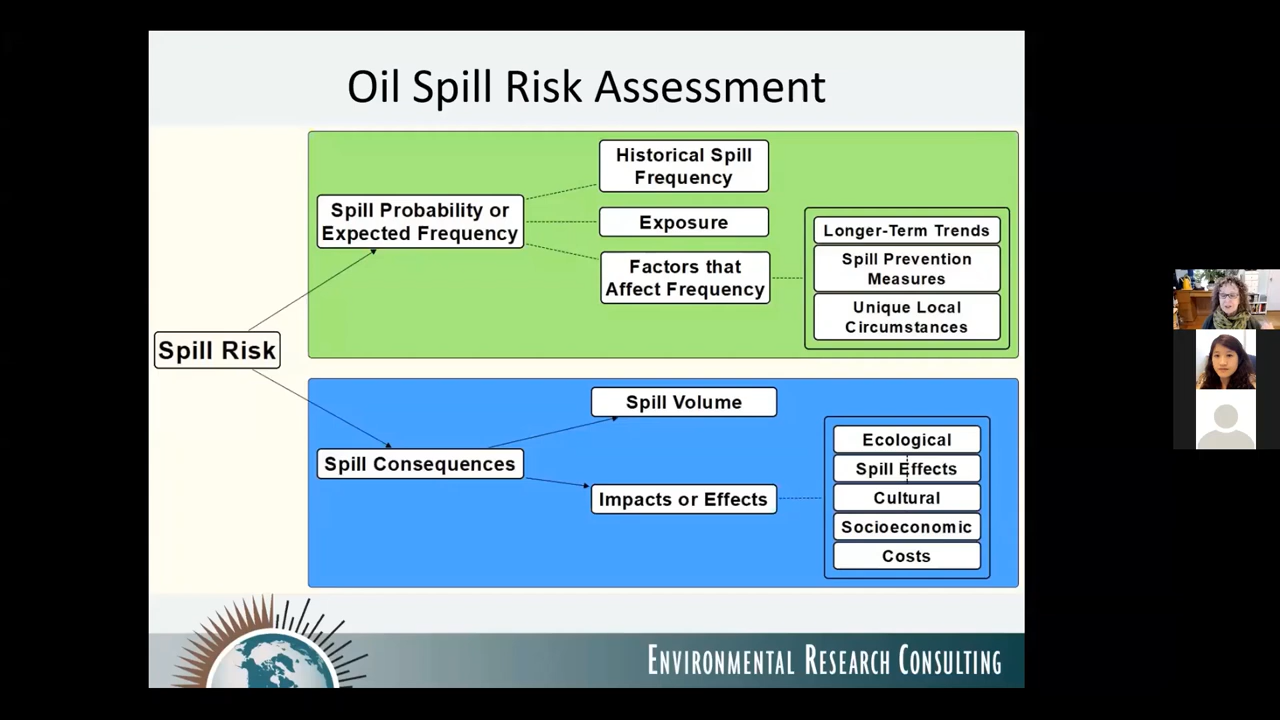 Oil Spill Risk Assessment
Historical Spill
Frequency
Spill Probability or
Expected Frequency
Exposure
Factors that
Affect Frequency
Longer-Term Trends
Spill Prevention
Measures
Unique Local
Circumstances
Spill Risk
Spill Consequences
Spill Volume
Impacts or Effects
Ecological
Spill Effects
Cultural
Socioeconomic
Costs
ENVIRONMENTAL RESEARCH CONSULTING